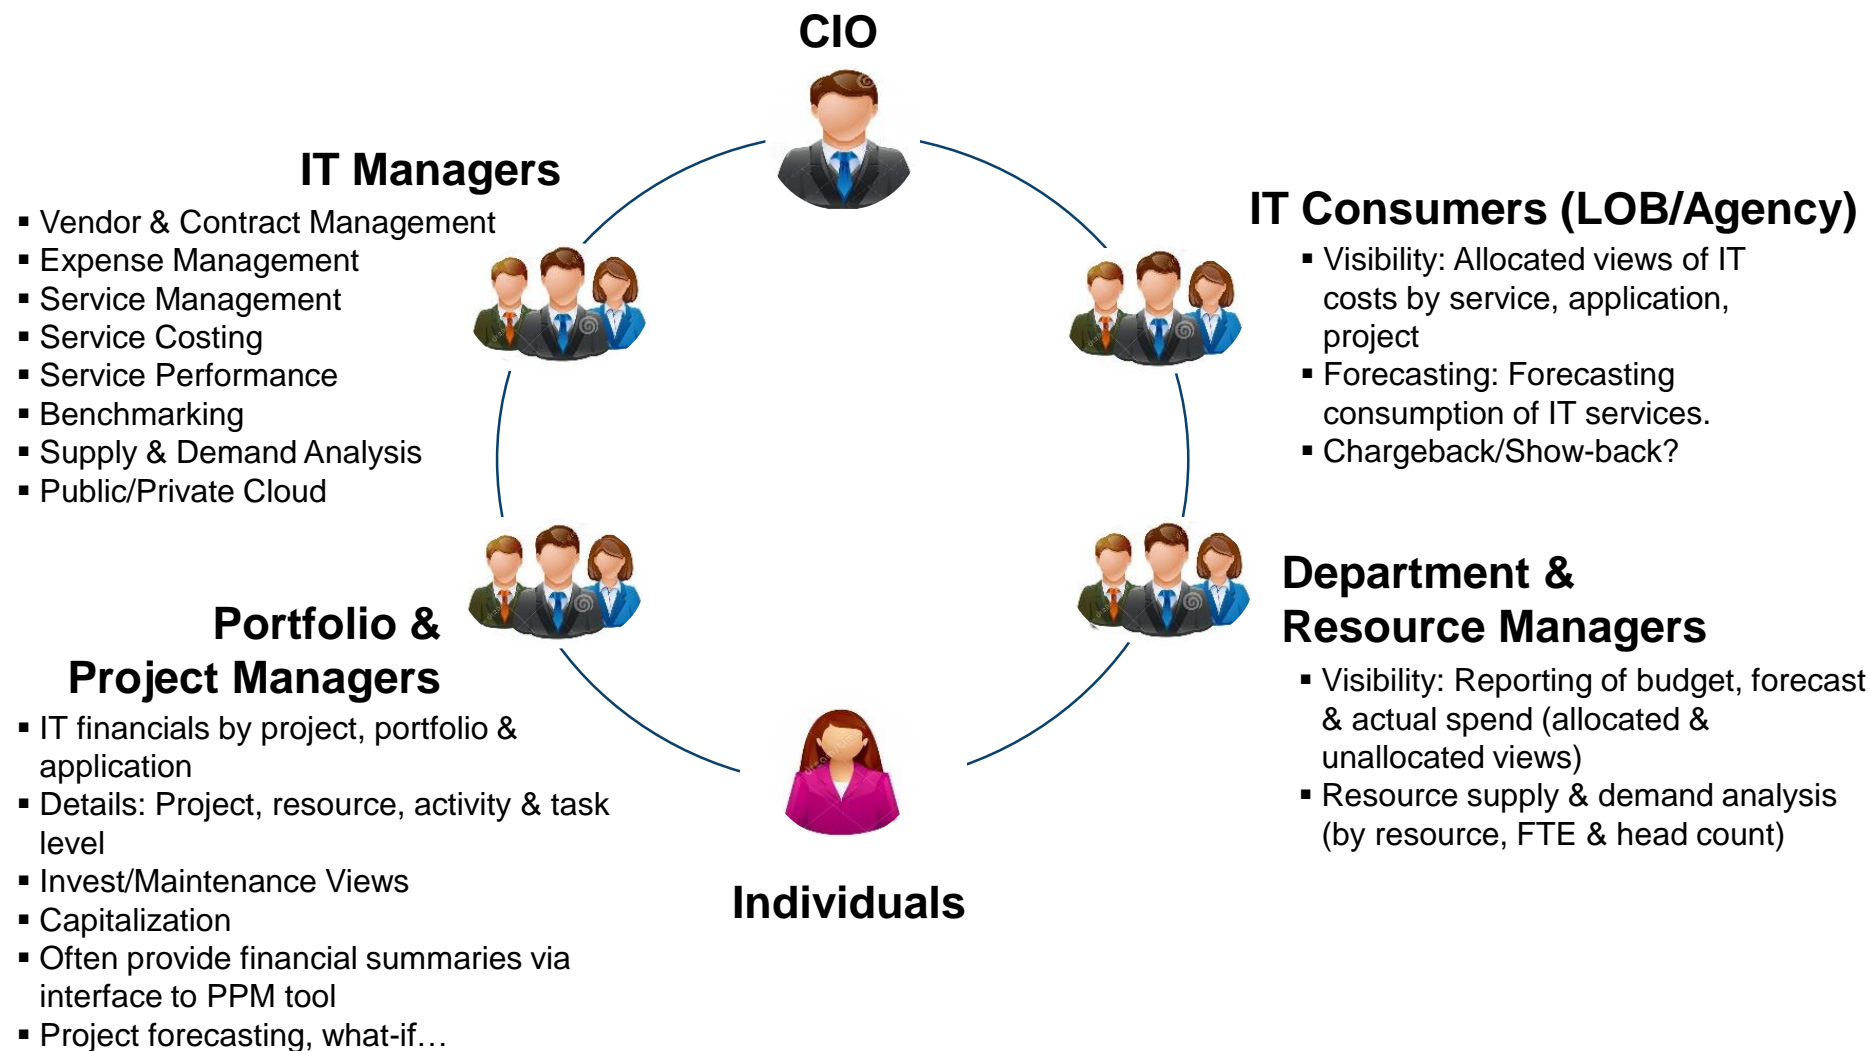 CIO
IT Managers
▪ Vendor & Contract Management
▪ Expense Management
▪ Service Management
▪ Service Costing
▪ Service Performance
▪ Benchmarking
▪ Supply & Demand Analysis
▪ Public/Private Cloud
IT Consumers (LOB/Agency)
▪ Visibility: Allocated views of IT
costs by service, application,
project
▪ Forecasting: Forecasting
consumption of IT services.
▪ Chargeback/Show-back?
Portfolio &
Project Managers
▪ IT financials by project, portfolio &
application
▪ Details: Project, resource, activity & task
level
▪ Invest/Maintenance Views
▪ Capitalization
▪ Often provide financial summaries via
interface to PPM tool
▪ Project forecasting, what-if…
Department &
Resource Managers
▪ Visibility: Reporting of budget, forecast
& actual spend (allocated &
unallocated views)
▪ Resource supply & demand analysis
(by resource, FTE & head count)
Individuals